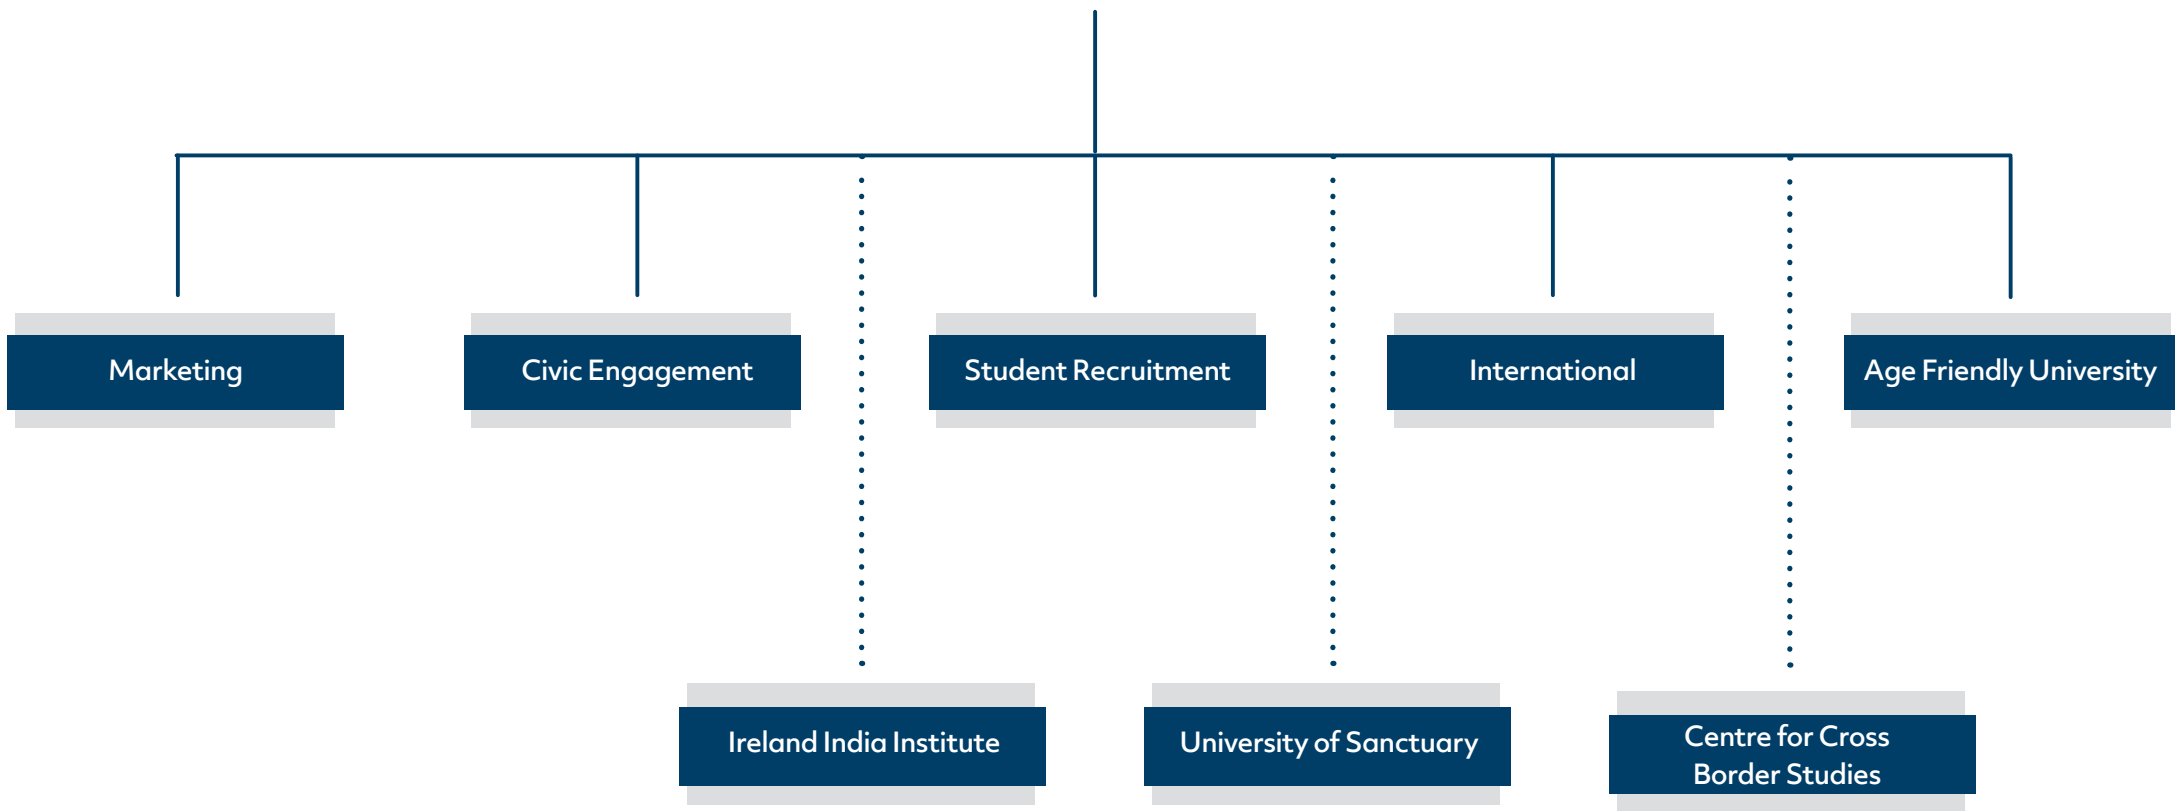 Marketing
Civic Engagement
Student Recruitment
International
Age Friendly University
Ireland India Institute
University of Sanctuary
Centre for Cross
Border Studies